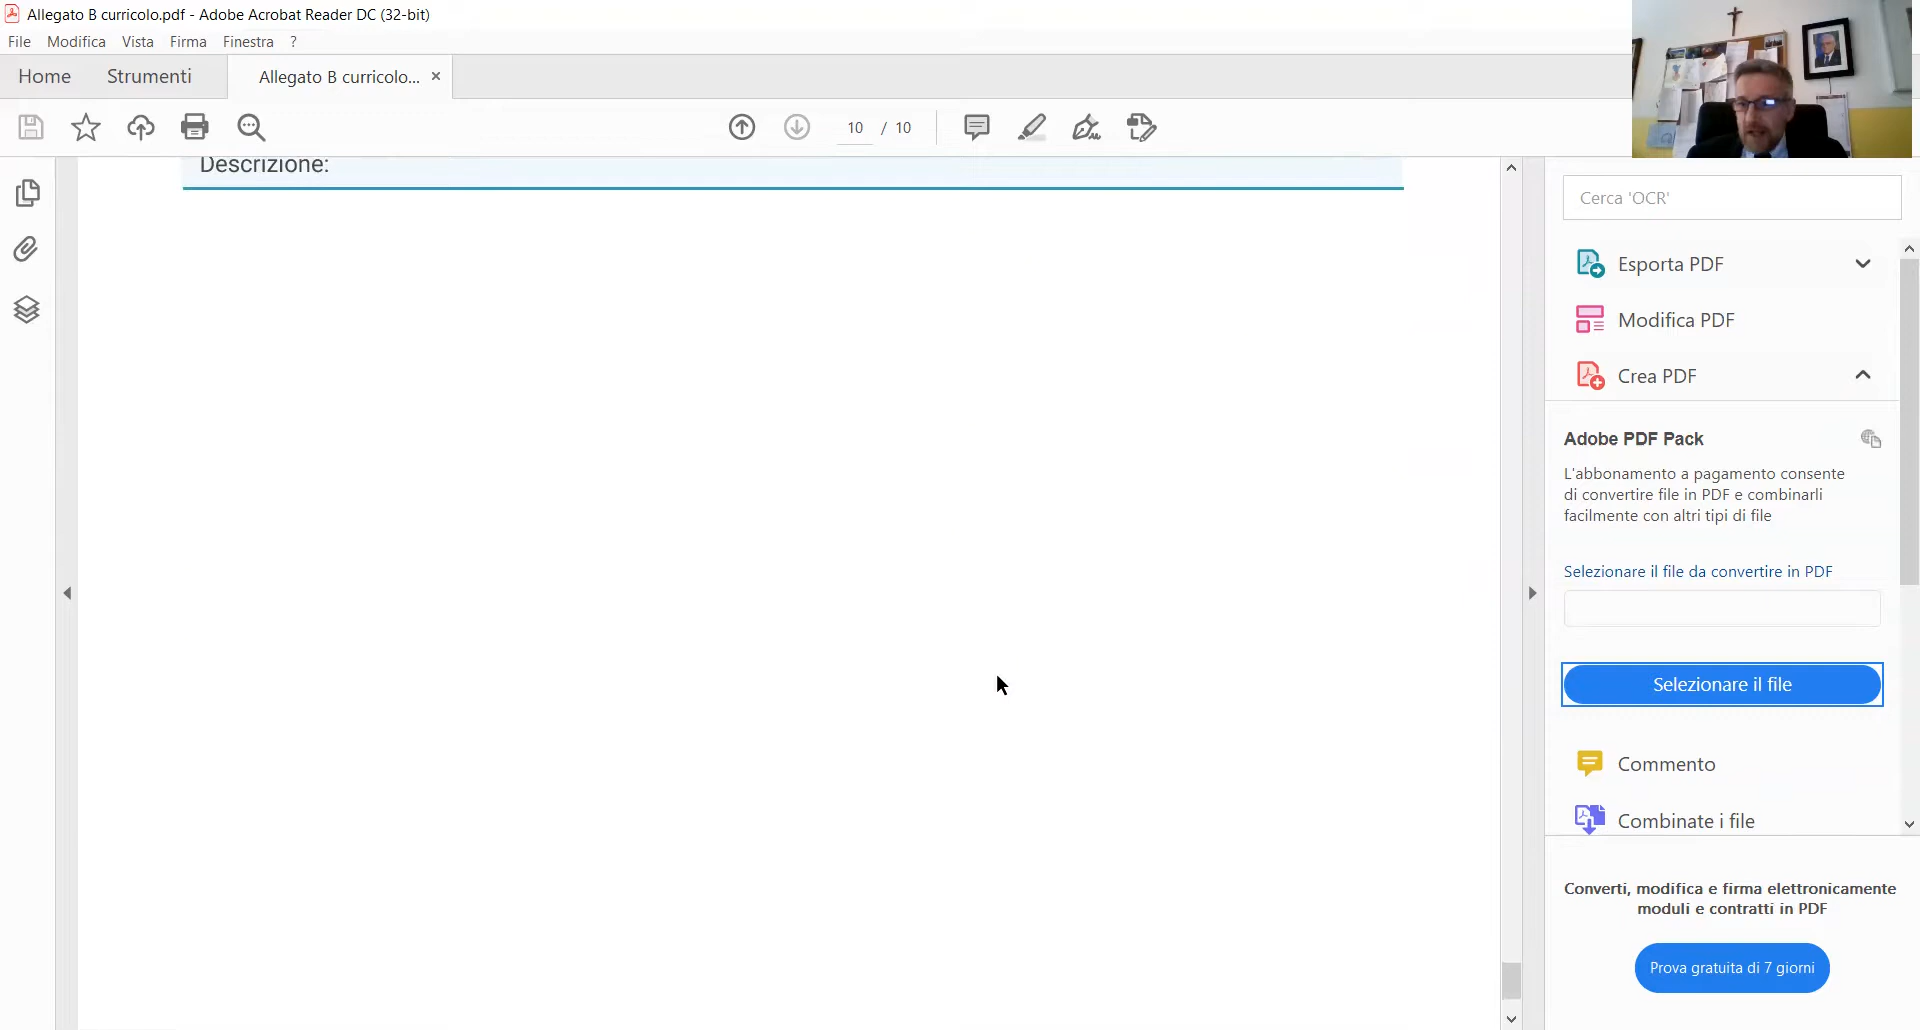 Allegato B curricolo.pdf - Adobe Acrobat Reader DC (32-bit)
File Modifica Vista Firma Finestra ?
Home Strumenti Allegato B curricolo... ×
10 / 10
Descrizione:
Cerca 'OCR'
Esporta PDF
Modifica PDF
Crea PDF
Adobe PDF Pack
L'abbonamento a pagamento consente
di convertire file in PDF e combinarli
facilmente con altri tipi di file
Selezionare il file da convertire in PDF
Selezionare il file
Commento
Combinate i file
Converti, modifica e firma elettronicamente
moduli e contratti in PDF
Prova gratuita di 7 giorni